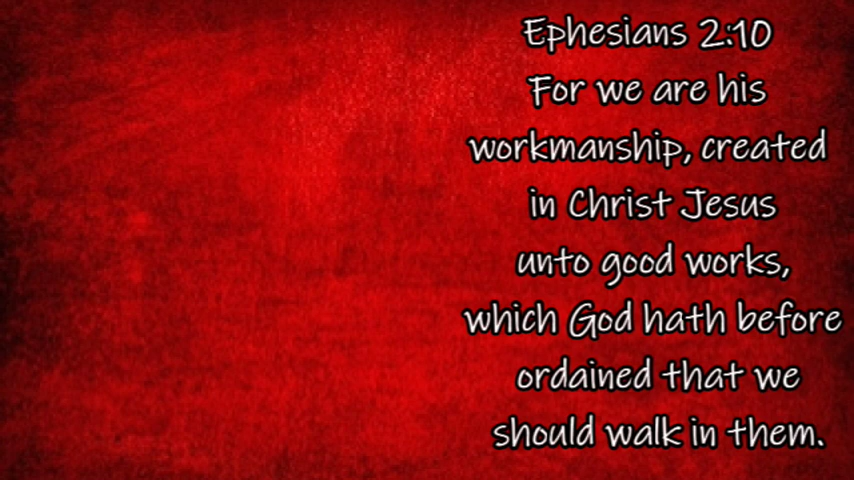 Ephesians 2:10
For we are his
workmanship, created
in Christ Jesus
unto good works,
which God hath before
ordained that we
should walk in them.